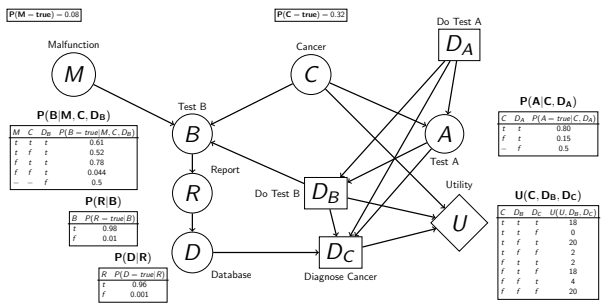 P(M = true)=0.08
P(C = true)=0.32
Do Test A
D_A
Malfunction
M
Cancer
C
P(B|M, C, D_B)
M C D_B P(B = true|M, C, D_B)
t t t 0.61
t f t 0.52
f t t 0.78
f f t 0.044
– – f 0.5
Test B
B
A
Test A
P(A|C, D_A)
C D_A P(A = true|C, D_A)
t t 0.80
f t 0.15
– f 0.5
Report
R
Do Test B
D_B
Utility
U
P(R|B)
B P(R = true|B)
t 0.98
f 0.01
U(C, D_B, D_C)
C D_B D_C U(U, D_B, D_C)
t t t 18
t t f 0
t f t 20
t f f 2
f t t 2
f t f 18
f f t 4
f f f 20
P(D|R)
R P(D = true|R)
t 0.96
f 0.001
D
Database
D_C
Diagnose Cancer